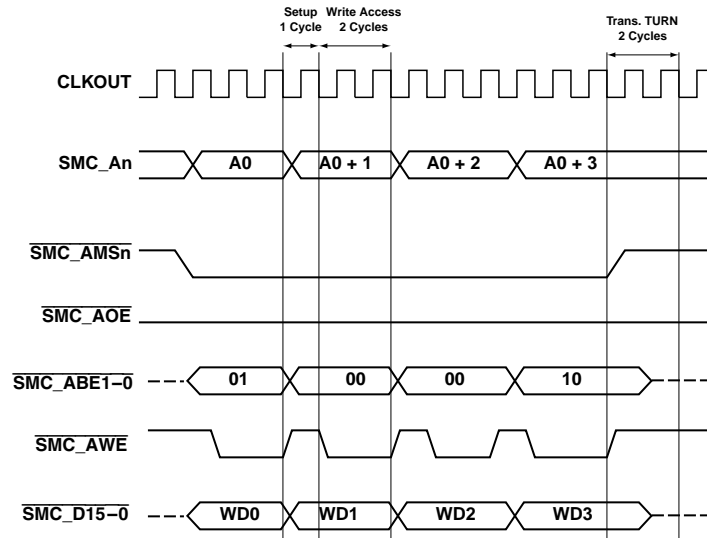 Setup Write Access
1 Cycle 2 Cycles
Trans. TURN
2 Cycles
CLKOUT
SMC_An A0 A0 + 1 A0 + 2 A0 + 3
SMC_AMSn
SMC_AOE
SMC_ABE1−0 01 00 00 10
SMC_AWE
SMC_D15−0 WD0 WD1 WD2 WD3